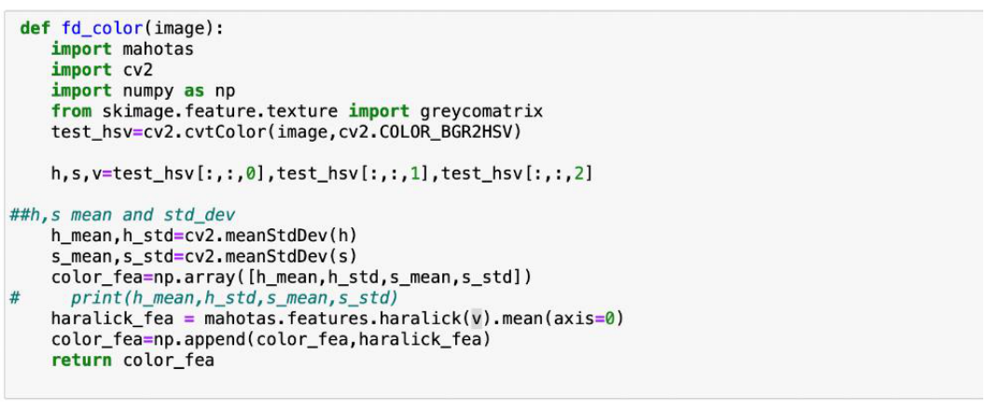 def fd_color(image):
import mahotas
import cv2
import numpy as np
from skimage.feature.texture import greycomatrix
test_hsv=cv2.cvtColor(image,cv2.COLOR_BGR2HSV)
h,s,v=test_hsv[:,:,0],test_hsv[:,:,1],test_hsv[:,:,2]
##h,s mean and std_dev
h_mean,h_std=cv2.meanStdDev(h)
s_mean,s_std=cv2.meanStdDev(s)
color_fea=np.array([h_mean,h_std,s_mean,s_std])
# print(h_mean,h_std,s_mean,s_std)
haralick_fea = mahotas.features.haralick(v).mean(axis=0)
color_fea=np.append(color_fea,haralick_fea)
return color_fea